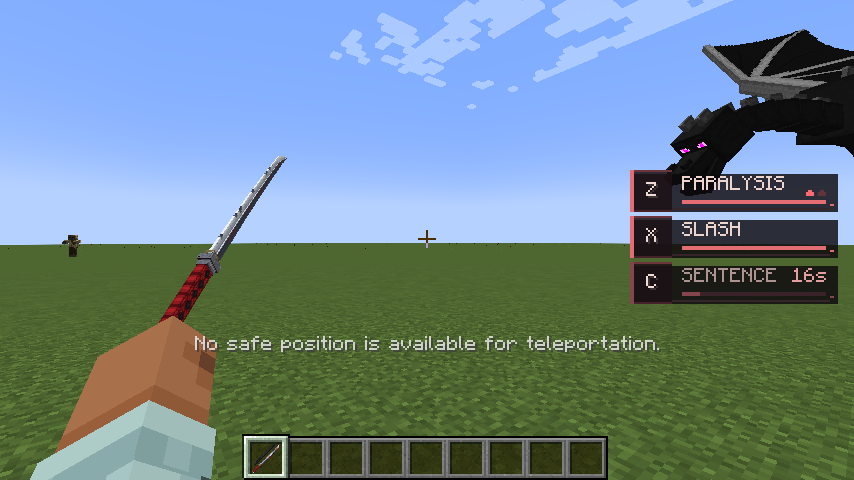 Z PARALYSIS
X SLASH
C SENTENCE 16s
No safe position is available for teleportation.